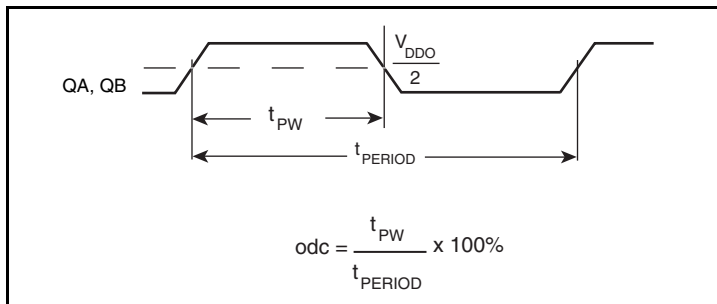 V_DDO
2
QA, QB
t_PW
t_PERIOD
odc = t_PW / t_PERIOD x 100%